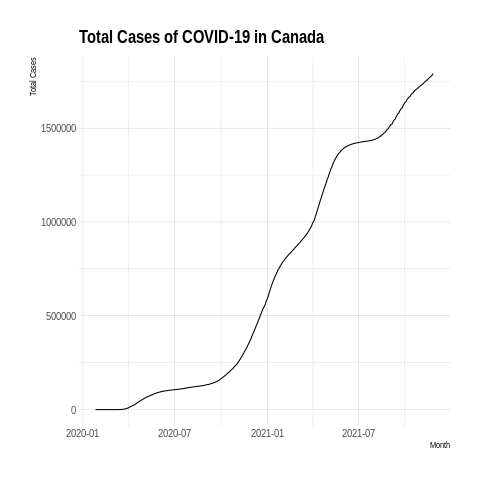 Total Cases of COVID-19 in Canada
Total Cases
1500000
1000000
500000
0
2020-01 2020-07 2021-01 2021-07
Month